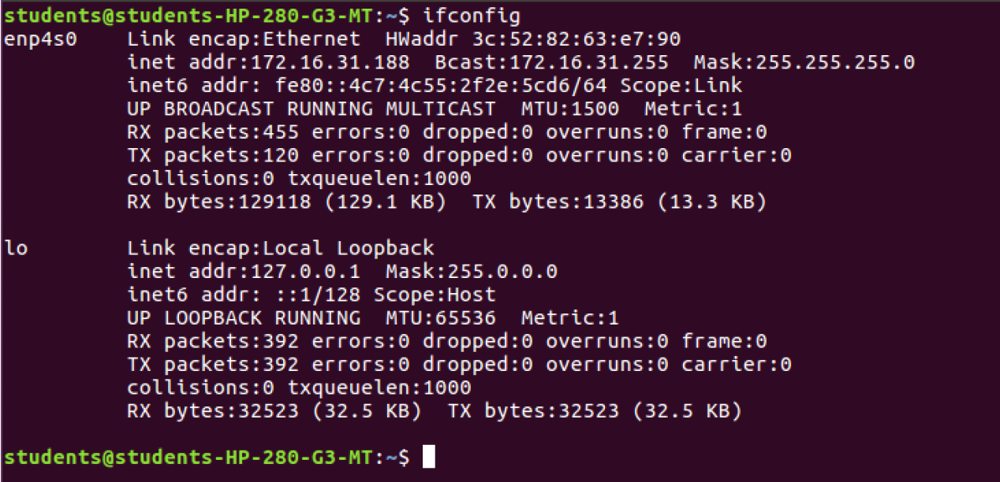 students@students-HP-280-G3-MT:~$ ifconfig
enp4s0    Link encap:Ethernet  HWaddr 3c:52:82:63:e7:90
          inet addr:172.16.31.188  Bcast:172.16.31.255  Mask:255.255.255.0
          inet6 addr: fe80::4c7:4c55:2f2e:5cd6/64 Scope:Link
          UP BROADCAST RUNNING MULTICAST  MTU:1500  Metric:1
          RX packets:455 errors:0 dropped:0 overruns:0 frame:0
          TX packets:120 errors:0 dropped:0 overruns:0 carrier:0
          collisions:0 txqueuelen:1000
          RX bytes:129118 (129.1 KB)  TX bytes:13386 (13.3 KB)

lo        Link encap:Local Loopback
          inet addr:127.0.0.1  Mask:255.0.0.0
          inet6 addr: ::1/128 Scope:Host
          UP LOOPBACK RUNNING  MTU:65536  Metric:1
          RX packets:392 errors:0 dropped:0 overruns:0 frame:0
          TX packets:392 errors:0 dropped:0 overruns:0 carrier:0
          collisions:0 txqueuelen:1000
          RX bytes:32523 (32.5 KB)  TX bytes:32523 (32.5 KB)

students@students-HP-280-G3-MT:~$